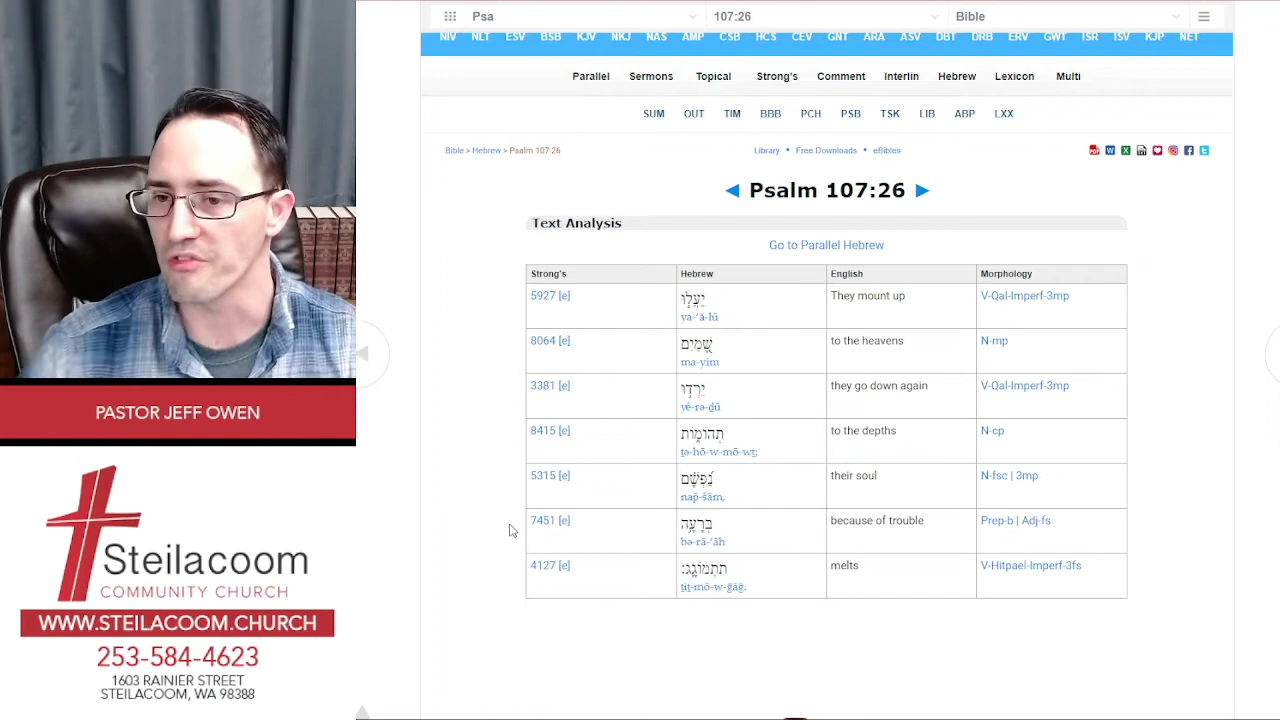 Psa 107:26 Bible
NIV NLT ESV BSB KJV NKJ NAS AMP CSB HCS CEV GNT ARA ASV DBT DRB ERV GWT ISR ISV KJP NET
Parallel Sermons Topical Strong's Comment Interlin Hebrew Lexicon Multi
SUM OUT TIM BBB PCH PSB TSK LIB ABP LXX
Bible > Hebrew > Psalm 107:26
Library • Free Downloads • eBibles
◄ Psalm 107:26 ►
Text Analysis
Go to Parallel Hebrew
Strong's Hebrew English Morphology
5927 [e] יַעֲל֣וּ They mount up V-Qal-Imperf-3mp
ya-‘ă-lū
8064 [e] שָׁ֭מַיִם to the heavens N-mp
ma-yim
3381 [e] יֵרְד֣וּ they go down again V-Qal-Imperf-3mp
yê-rə-ḏū
8415 [e] תְהוֹמ֑וֹת to the depths N-cp
ṯə-hō-w-mō-wṯ;
5315 [e] נַ֝פְשָׁ֗ם their soul N-fsc | 3mp
nap̄-šām,
7451 [e] בְּרָעָ֥ה because of trouble Prep-b | Adj-fs
bə-rā-‘āh
4127 [e] תִתְמוֹגָֽג׃ melts V-Hitpael-Imperf-3fs
ṯiṯ-mō-w-ḡāḡ.
PASTOR JEFF OWEN
Steilacoom
COMMUNITY CHURCH
WWW.STEILACOOM.CHURCH
253-584-4623
1603 RAINIER STREET
STEILACOOM, WA 98388